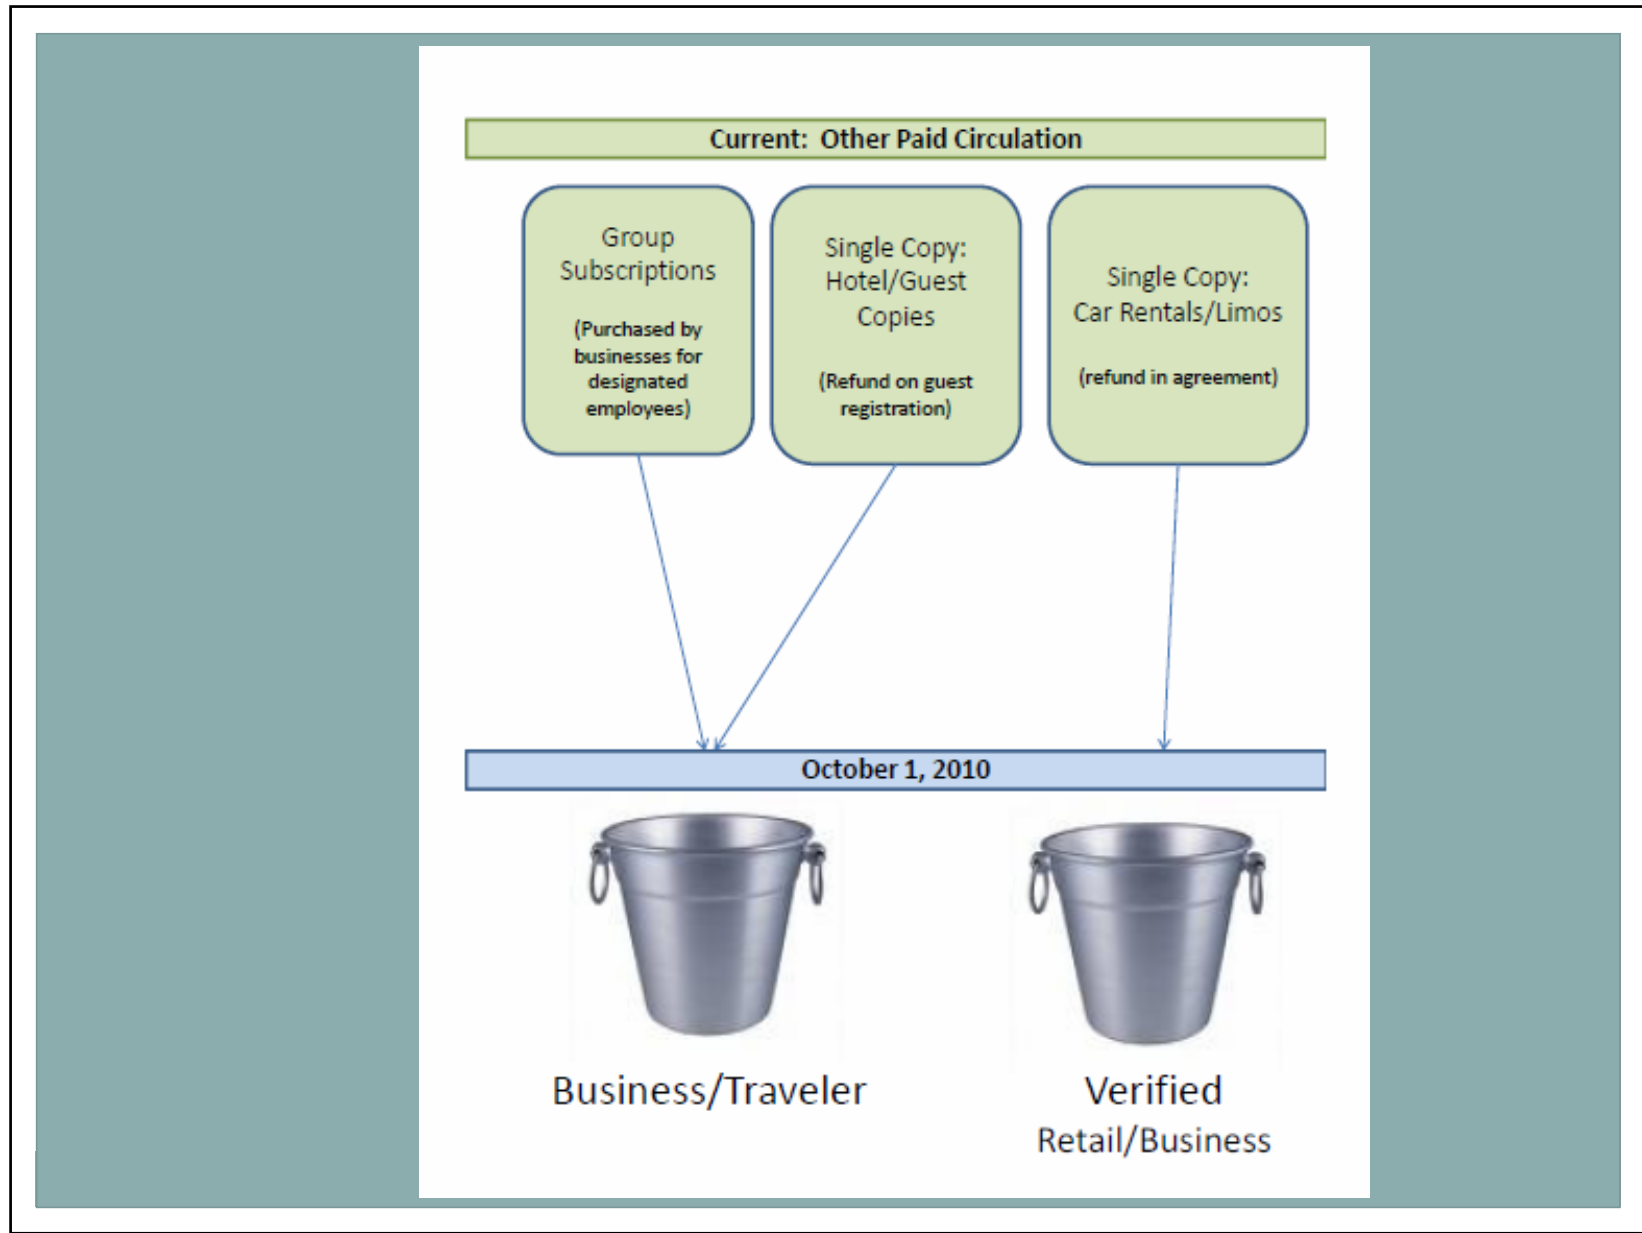 Current:  Other Paid Circulation
Group
Subscriptions
(Purchased by
businesses for
designated
employees)
Single Copy:
Hotel/Guest
Copies
(Refund on guest
registration)
Single Copy:
Car Rentals/Limos
(refund in agreement)
October 1, 2010
Business/Traveler
Verified
Retail/Business